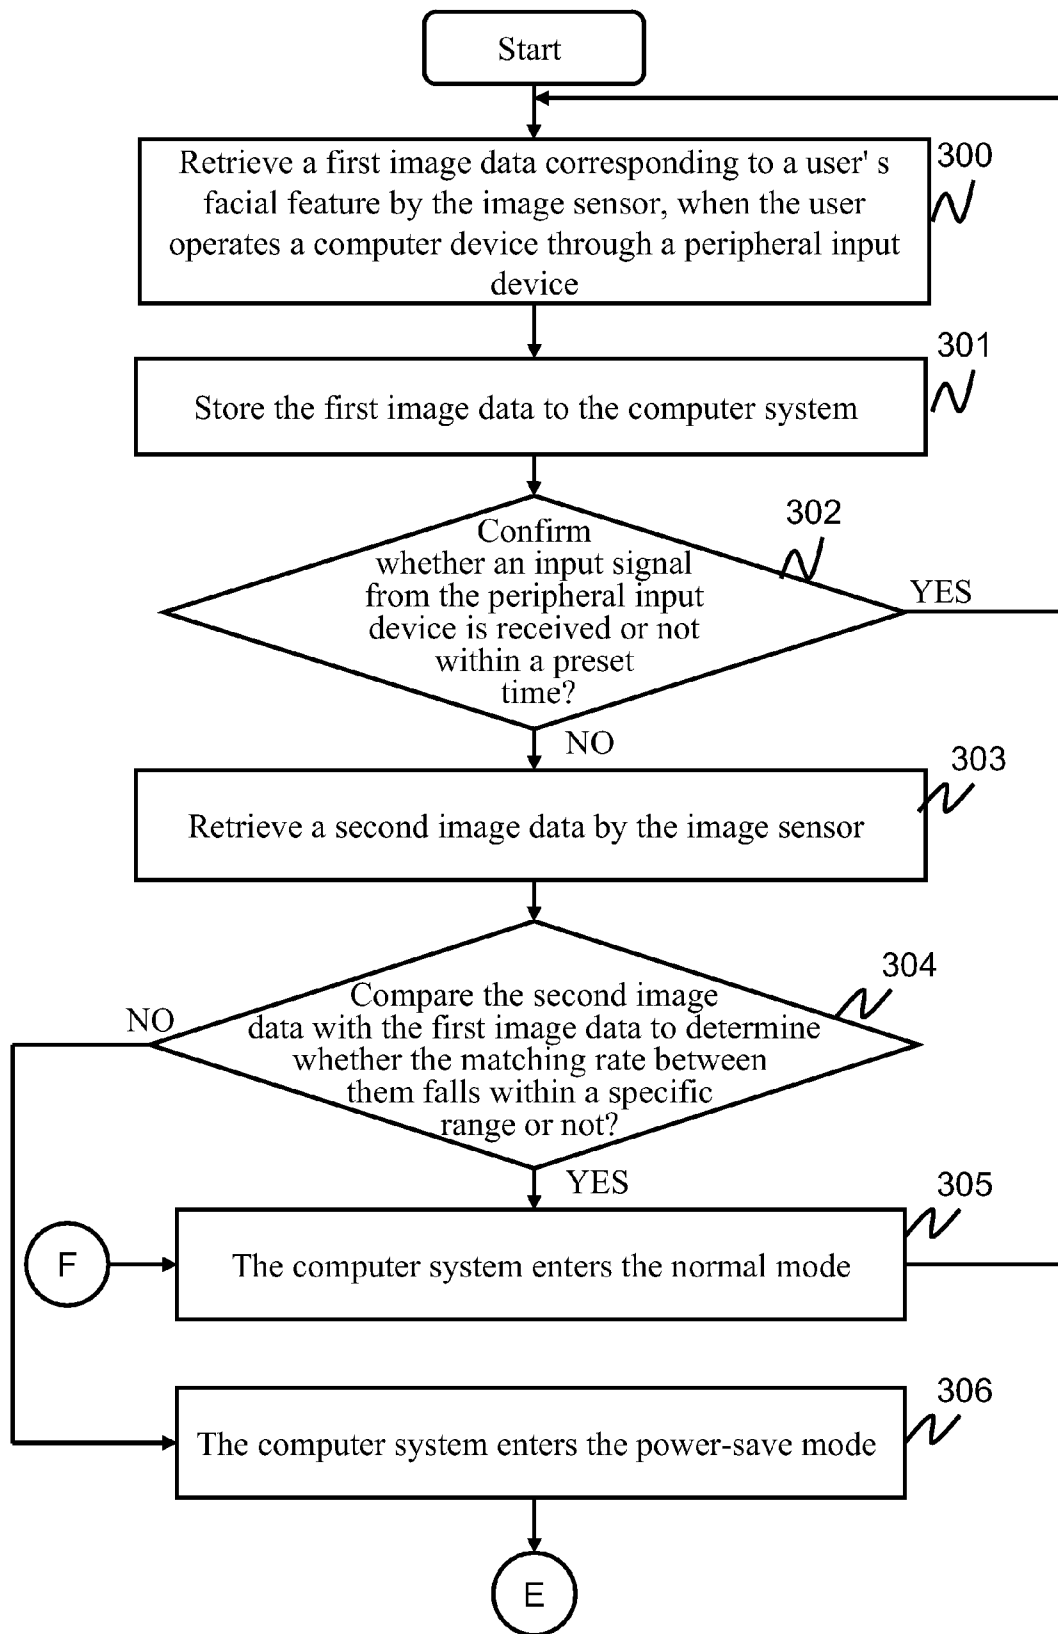 Start
Retrieve a first image data corresponding to a user's
facial feature by the image sensor, when the user
operates a computer device through a peripheral input
device
300
Store the first image data to the computer system
301
Confirm
whether an input signal
from the peripheral input
device is received or not
within a preset
time?
302
YES
NO
Retrieve a second image data by the image sensor
303
Compare the second image
data with the first image data to determine
whether the matching rate between
them falls within a specific
range or not?
304
NO
YES
F
The computer system enters the normal mode
305
The computer system enters the power-save mode
306
E